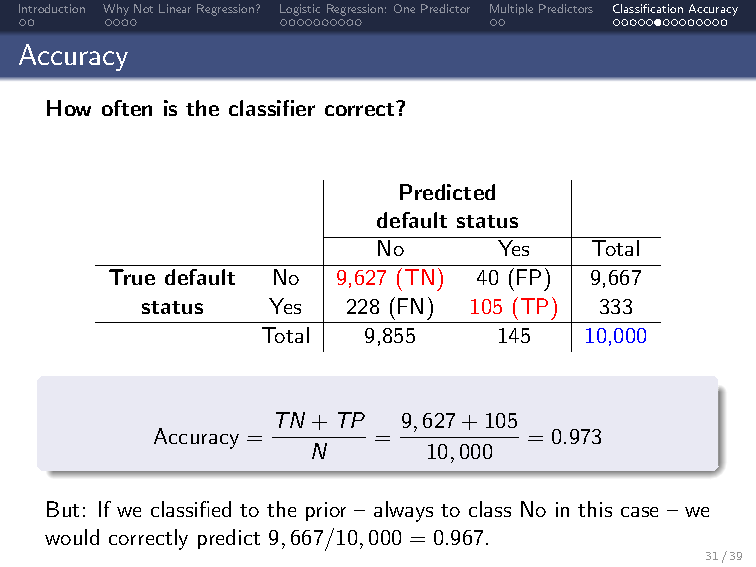 Introduction Why Not Linear Regression? Logistic Regression: One Predictor Multiple Predictors Classification Accuracy
Accuracy
How often is the classifier correct?
Predicted
default status
No Yes Total
True default No 9,627 (TN) 40 (FP) 9,667
status Yes 228 (FN) 105 (TP) 333
Total 9,855 145 10,000
Accuracy = TN + TP / N = 9,627 + 105 / 10,000 = 0.973
But: If we classified to the prior – always to class No in this case – we
would correctly predict 9,667/10,000 = 0.967.
31 / 39